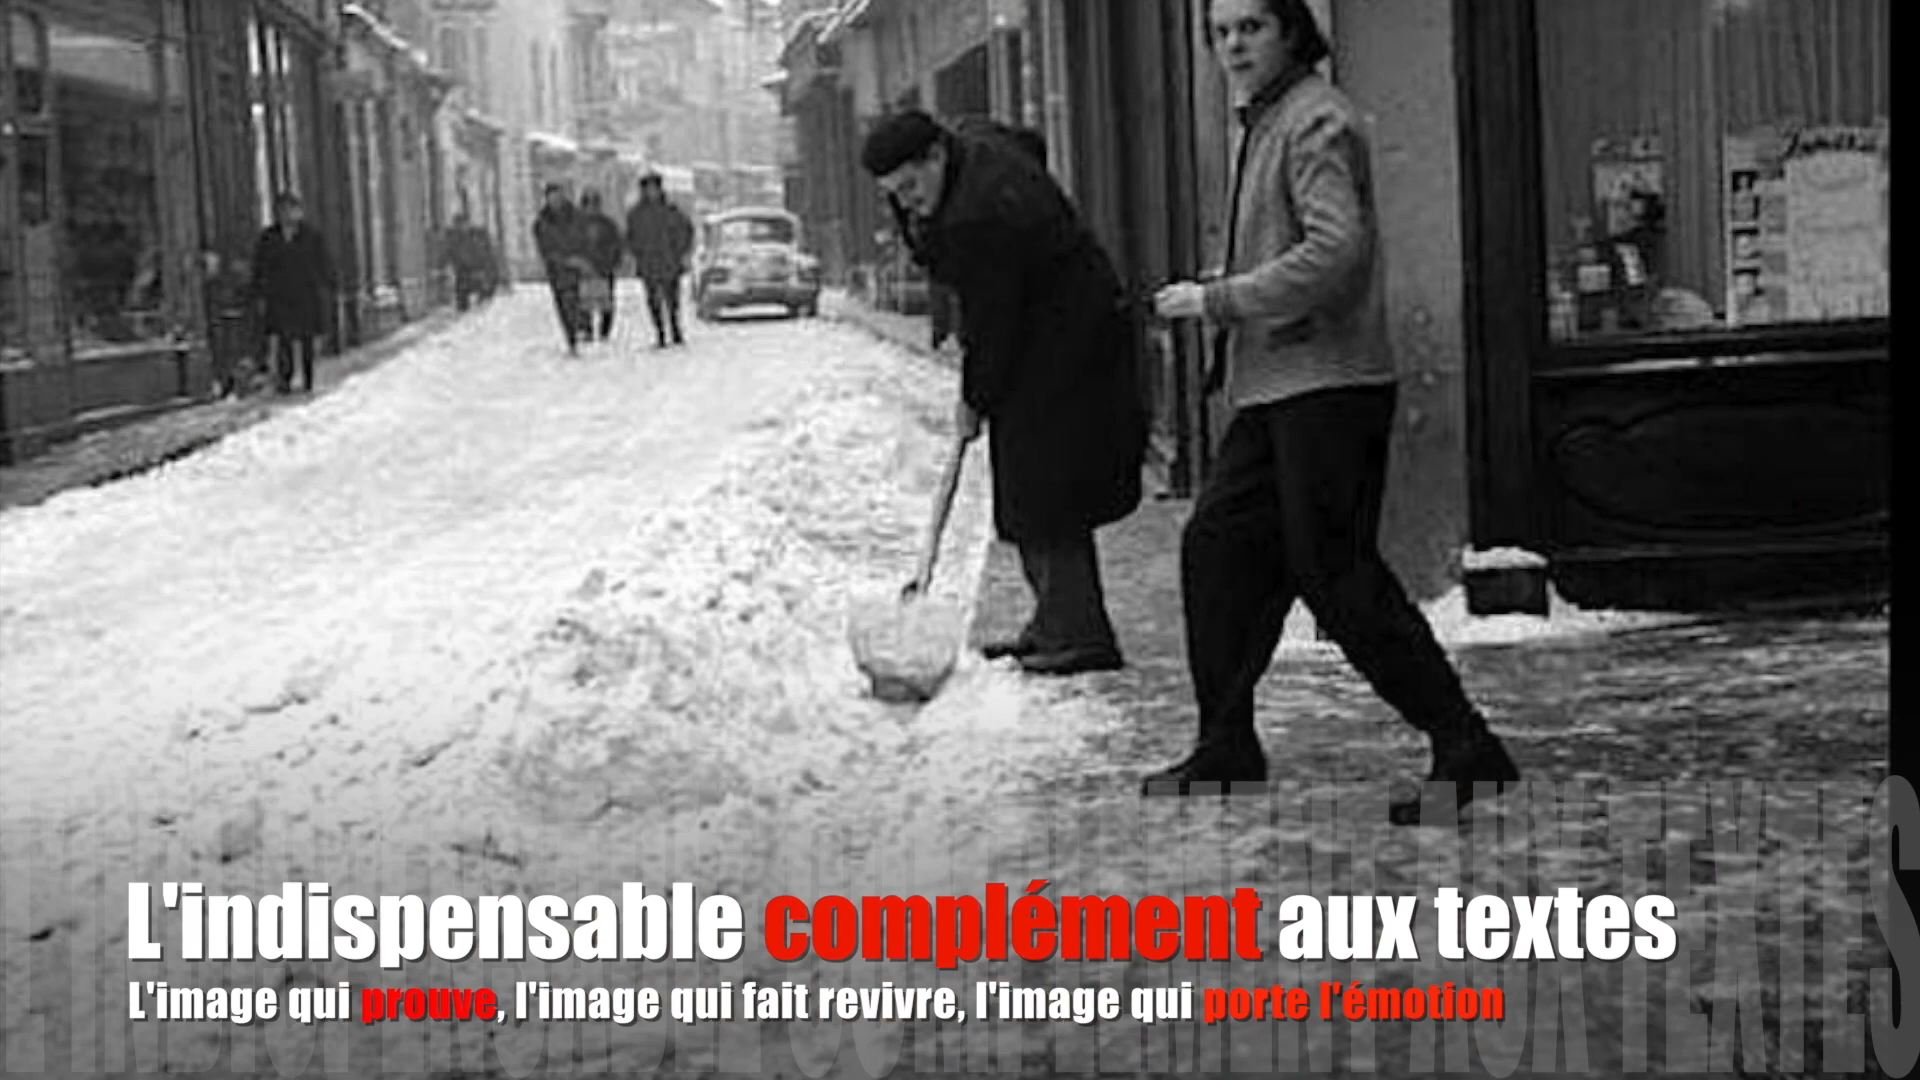 L'indispensable complément aux textes
L'image qui prouve, l'image qui fait revivre, l'image qui porte l'émotion